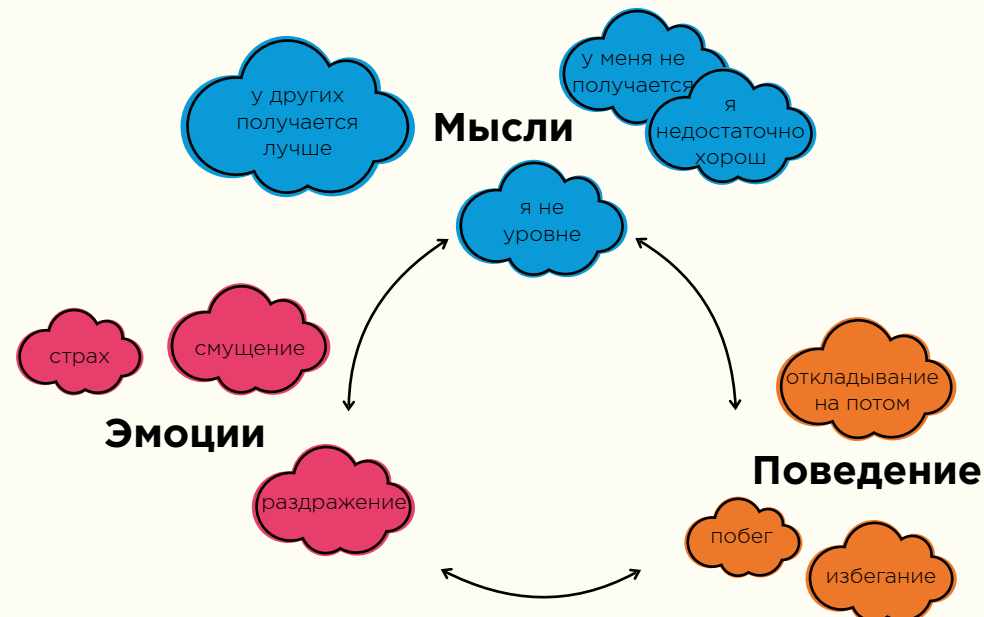 у других
получается
лучше
Мысли
у меня не
получается
я
недостаточно
хорош
я не
уровне
страх
смущение
Эмоции
раздражение
откладывание
на потом
Поведение
побег
избегание